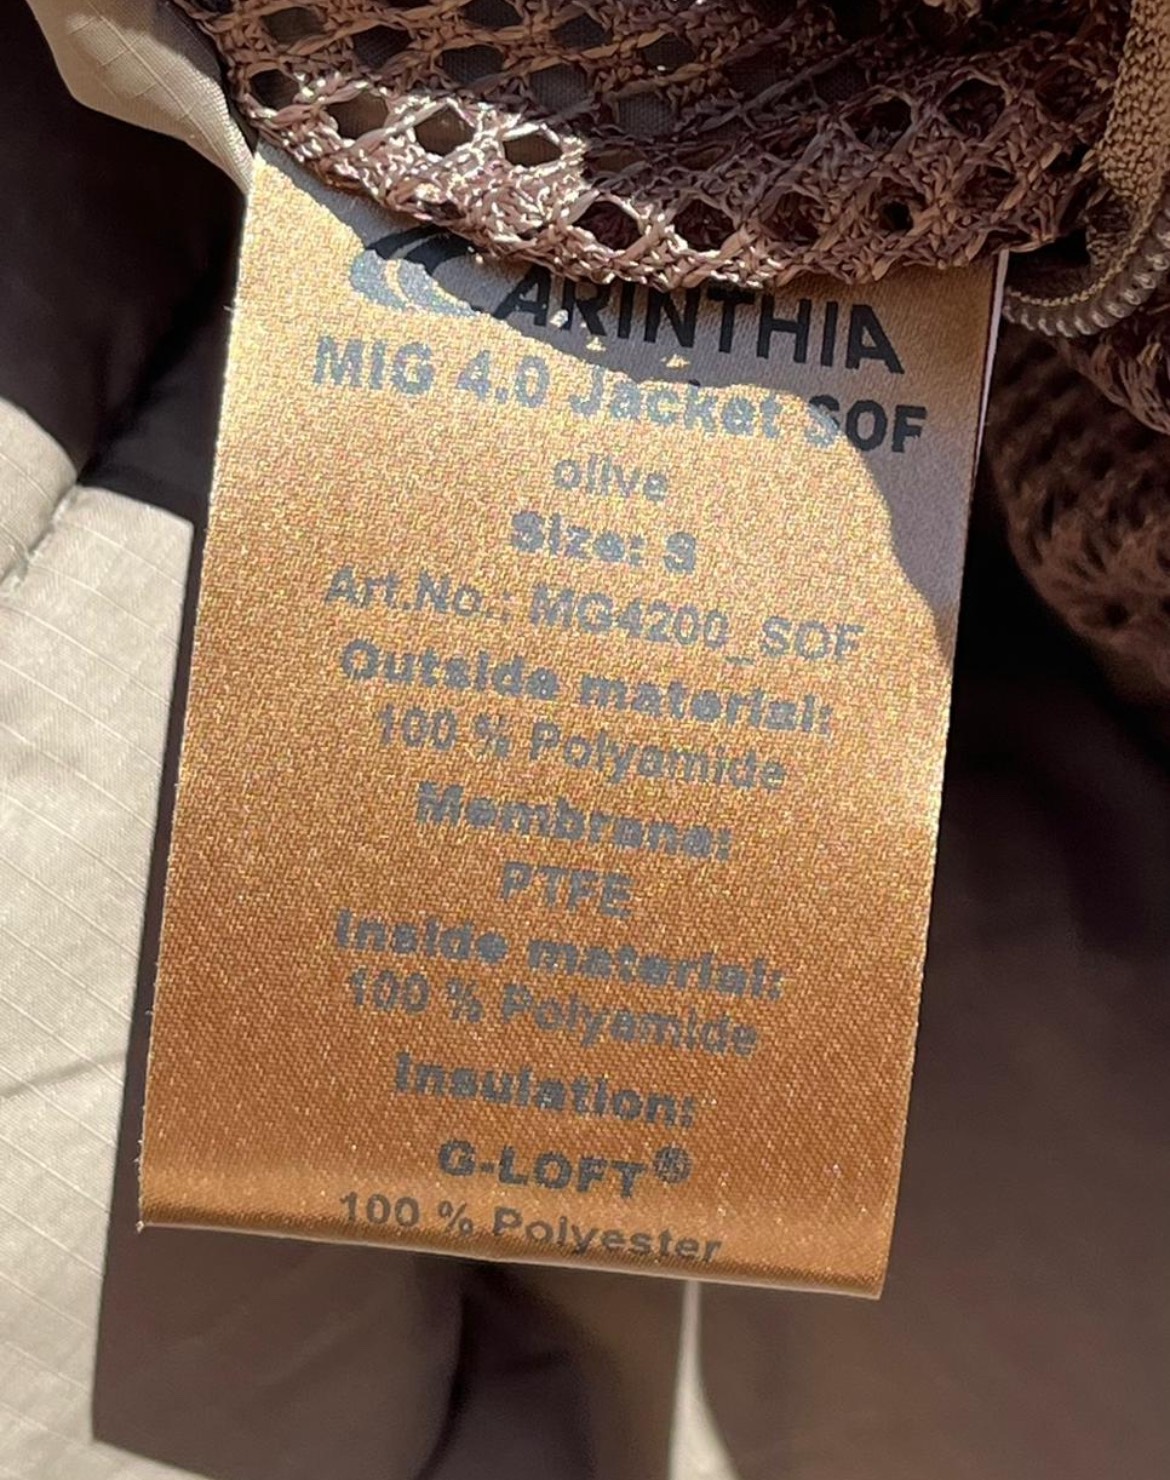 CARINTHIA
MIG 4.0 Jacket SOF
olive
Size: S
Art.No.: MG4200_SOF
Outside material:
100 % Polyamide
Membrane:
PTFE
Inside material:
100 % Polyamide
Insulation:
G-LOFT®
100 % Polyester